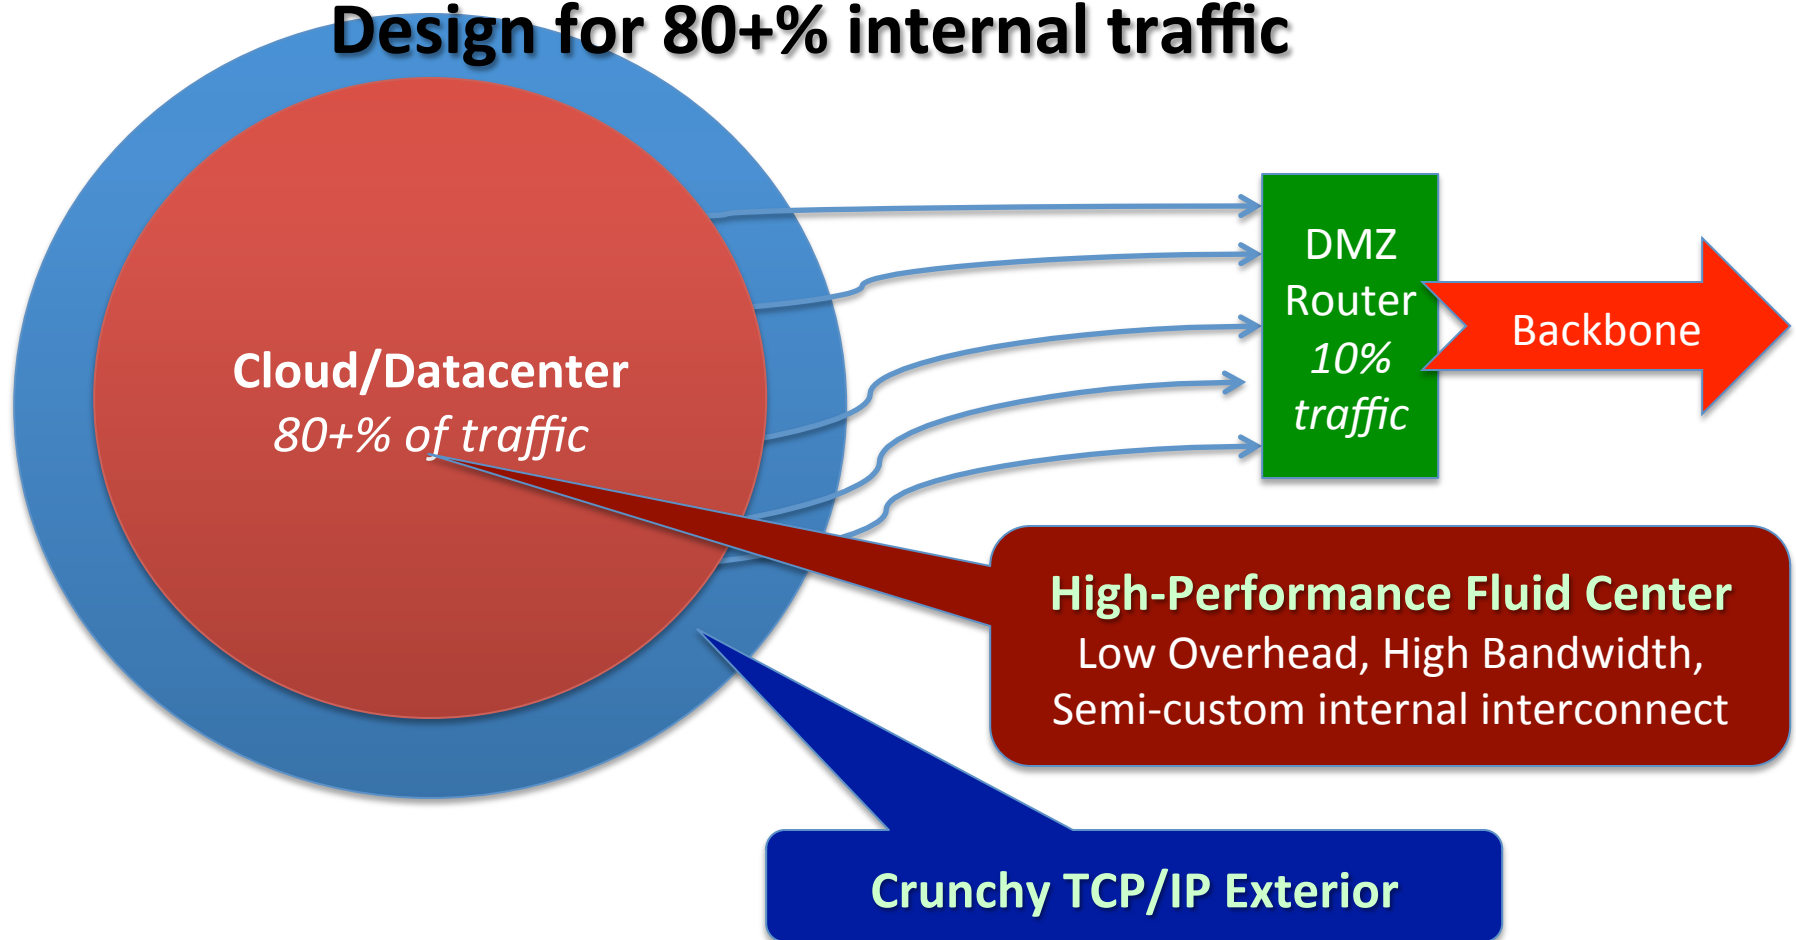 Design for 80+% internal traffic
Cloud/Datacenter
80+% of traffic
DMZ
Router
10%
traffic
Backbone
High-Performance Fluid Center
Low Overhead, High Bandwidth,
Semi-custom internal interconnect
Crunchy TCP/IP Exterior